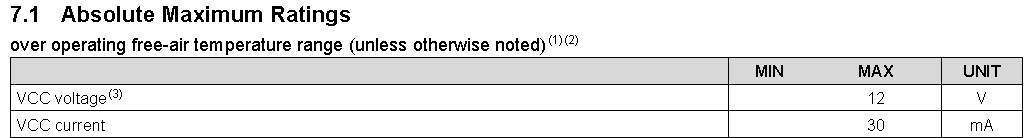 7.1 Absolute Maximum Ratings
over operating free-air temperature range (unless otherwise noted)(1)(2)
MIN MAX UNIT
VCC voltage(3) 12 V
VCC current 30 mA